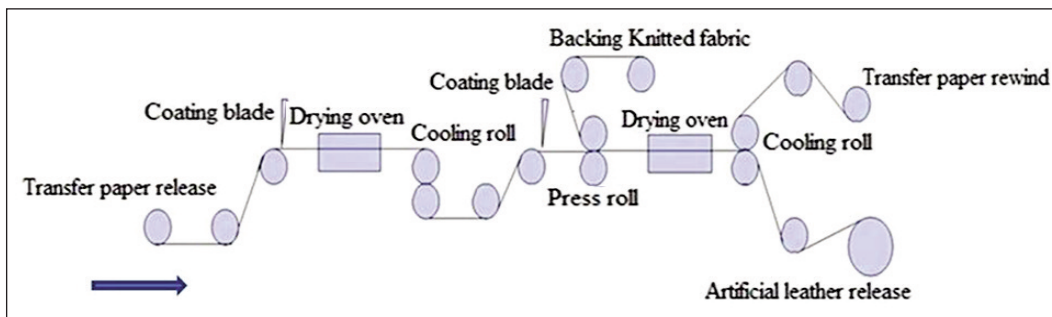 Backing Knitted fabric
Coating blade
Transfer paper rewind
Coating blade
Drying oven
Drying oven
Cooling roll
Cooling roll
Transfer paper release
Press roll
Artificial leather release